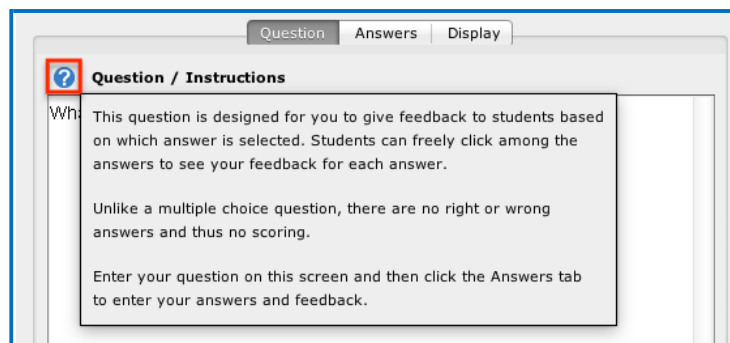 Question Answers Display
? Question / Instructions
This question is designed for you to give feedback to students based
on which answer is selected. Students can freely click among the
answers to see your feedback for each answer.
Unlike a multiple choice question, there are no right or wrong
answers and thus no scoring.
Enter your question on this screen and then click the Answers tab
to enter your answers and feedback.